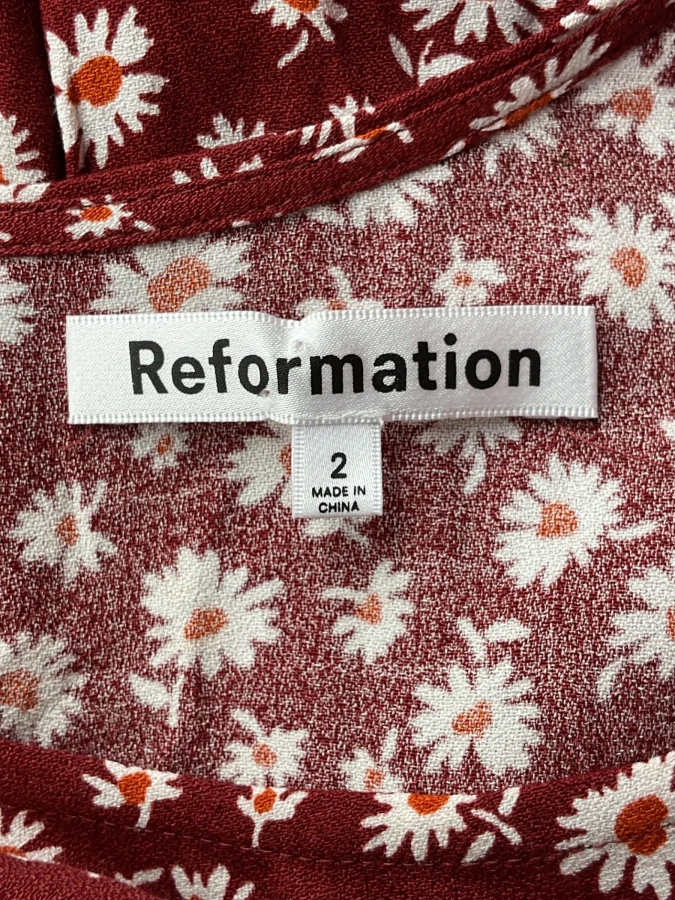 Reformation
2
MADE IN
CHINA